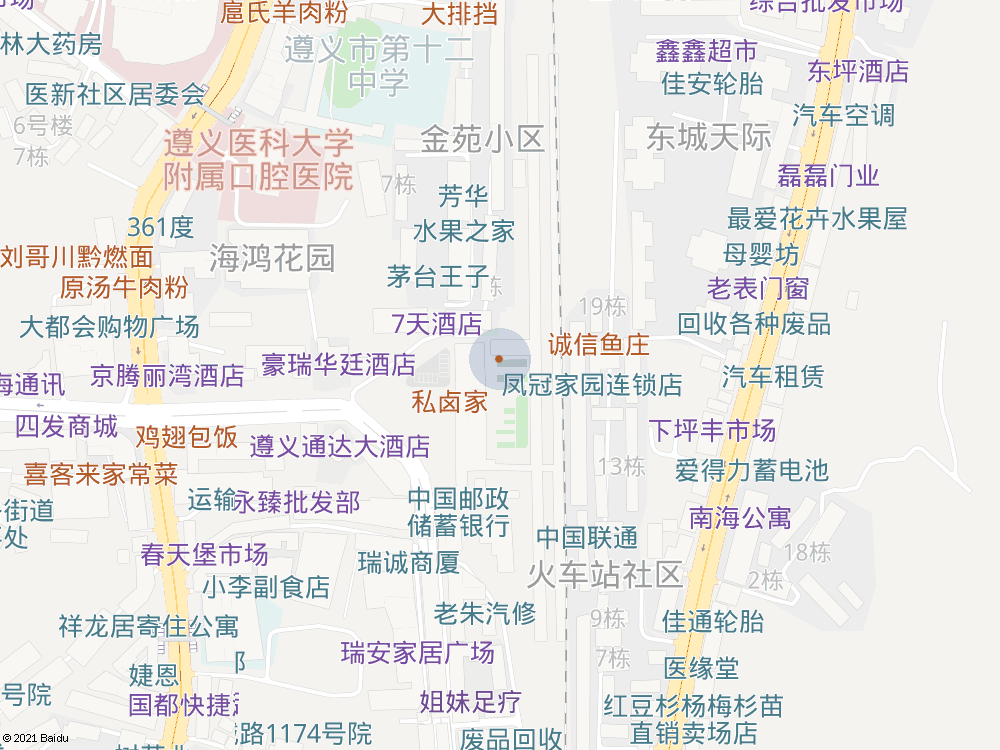 市场
扈氏羊肉粉
大排挡
综合批发市场
林大药房
遵义市第十二
中学
鑫鑫超市
佳安轮胎
东坪酒店
医新社区居委会
6号楼
7栋
汽车空调
遵义医科大学
附属口腔医院
金苑小区
东城天际
7栋
磊磊门业
芳华
361度
水果之家
最爱花卉水果屋
刘哥川黔燃面
海鸿花园
母婴坊
原汤牛肉粉
茅台王子
栋
老表门窗
19栋
大都会购物广场
7天酒店
回收各种废品
诚信鱼庄
豪瑞华廷酒店
京腾丽湾酒店
海通讯
凤冠家园连锁店
汽车租赁
私卤家
四发商城
鸡翅包饭
遵义通达大酒店
下坪丰市场
喜客来家常菜
13栋
爱得力蓄电池
运输
永臻批发部
中国邮政
储蓄银行
街道
处
南海公寓
中国联通
春天堡市场
瑞诚商厦
18栋
火车站社区
2栋
小李副食店
老朱汽修
9栋
佳通轮胎
祥龙居寄住公寓
瑞安家居广场
7栋
医缘堂
婕恩
号院
国都快捷
姐妹足疗
红豆杉杨梅杉苗
直销卖场店
路1174号院
废品回收
© 2021 Baidu